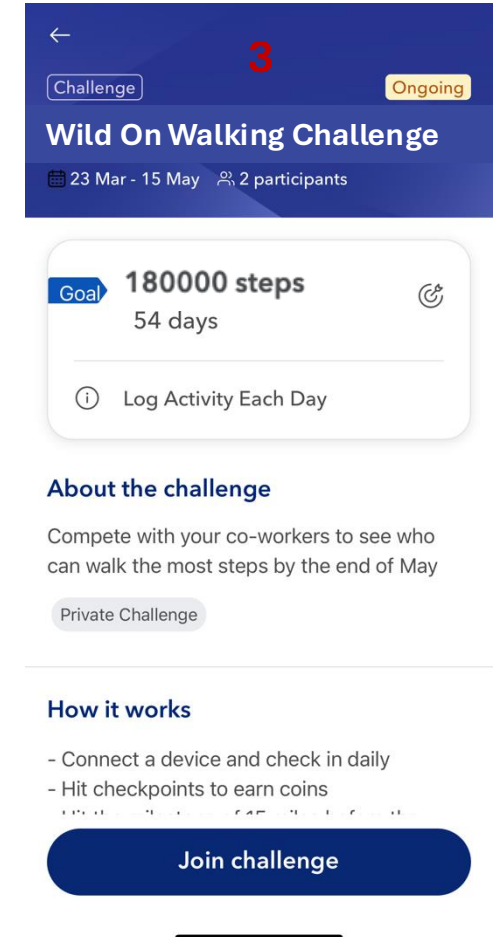 3
Challenge
Ongoing
Wild On Walking Challenge
23 Mar - 15 May 2 participants
Goal
180000 steps
54 days
Log Activity Each Day
About the challenge
Compete with your co-workers to see who
can walk the most steps by the end of May
Private Challenge
How it works
- Connect a device and check in daily
- Hit checkpoints to earn coins
Join challenge